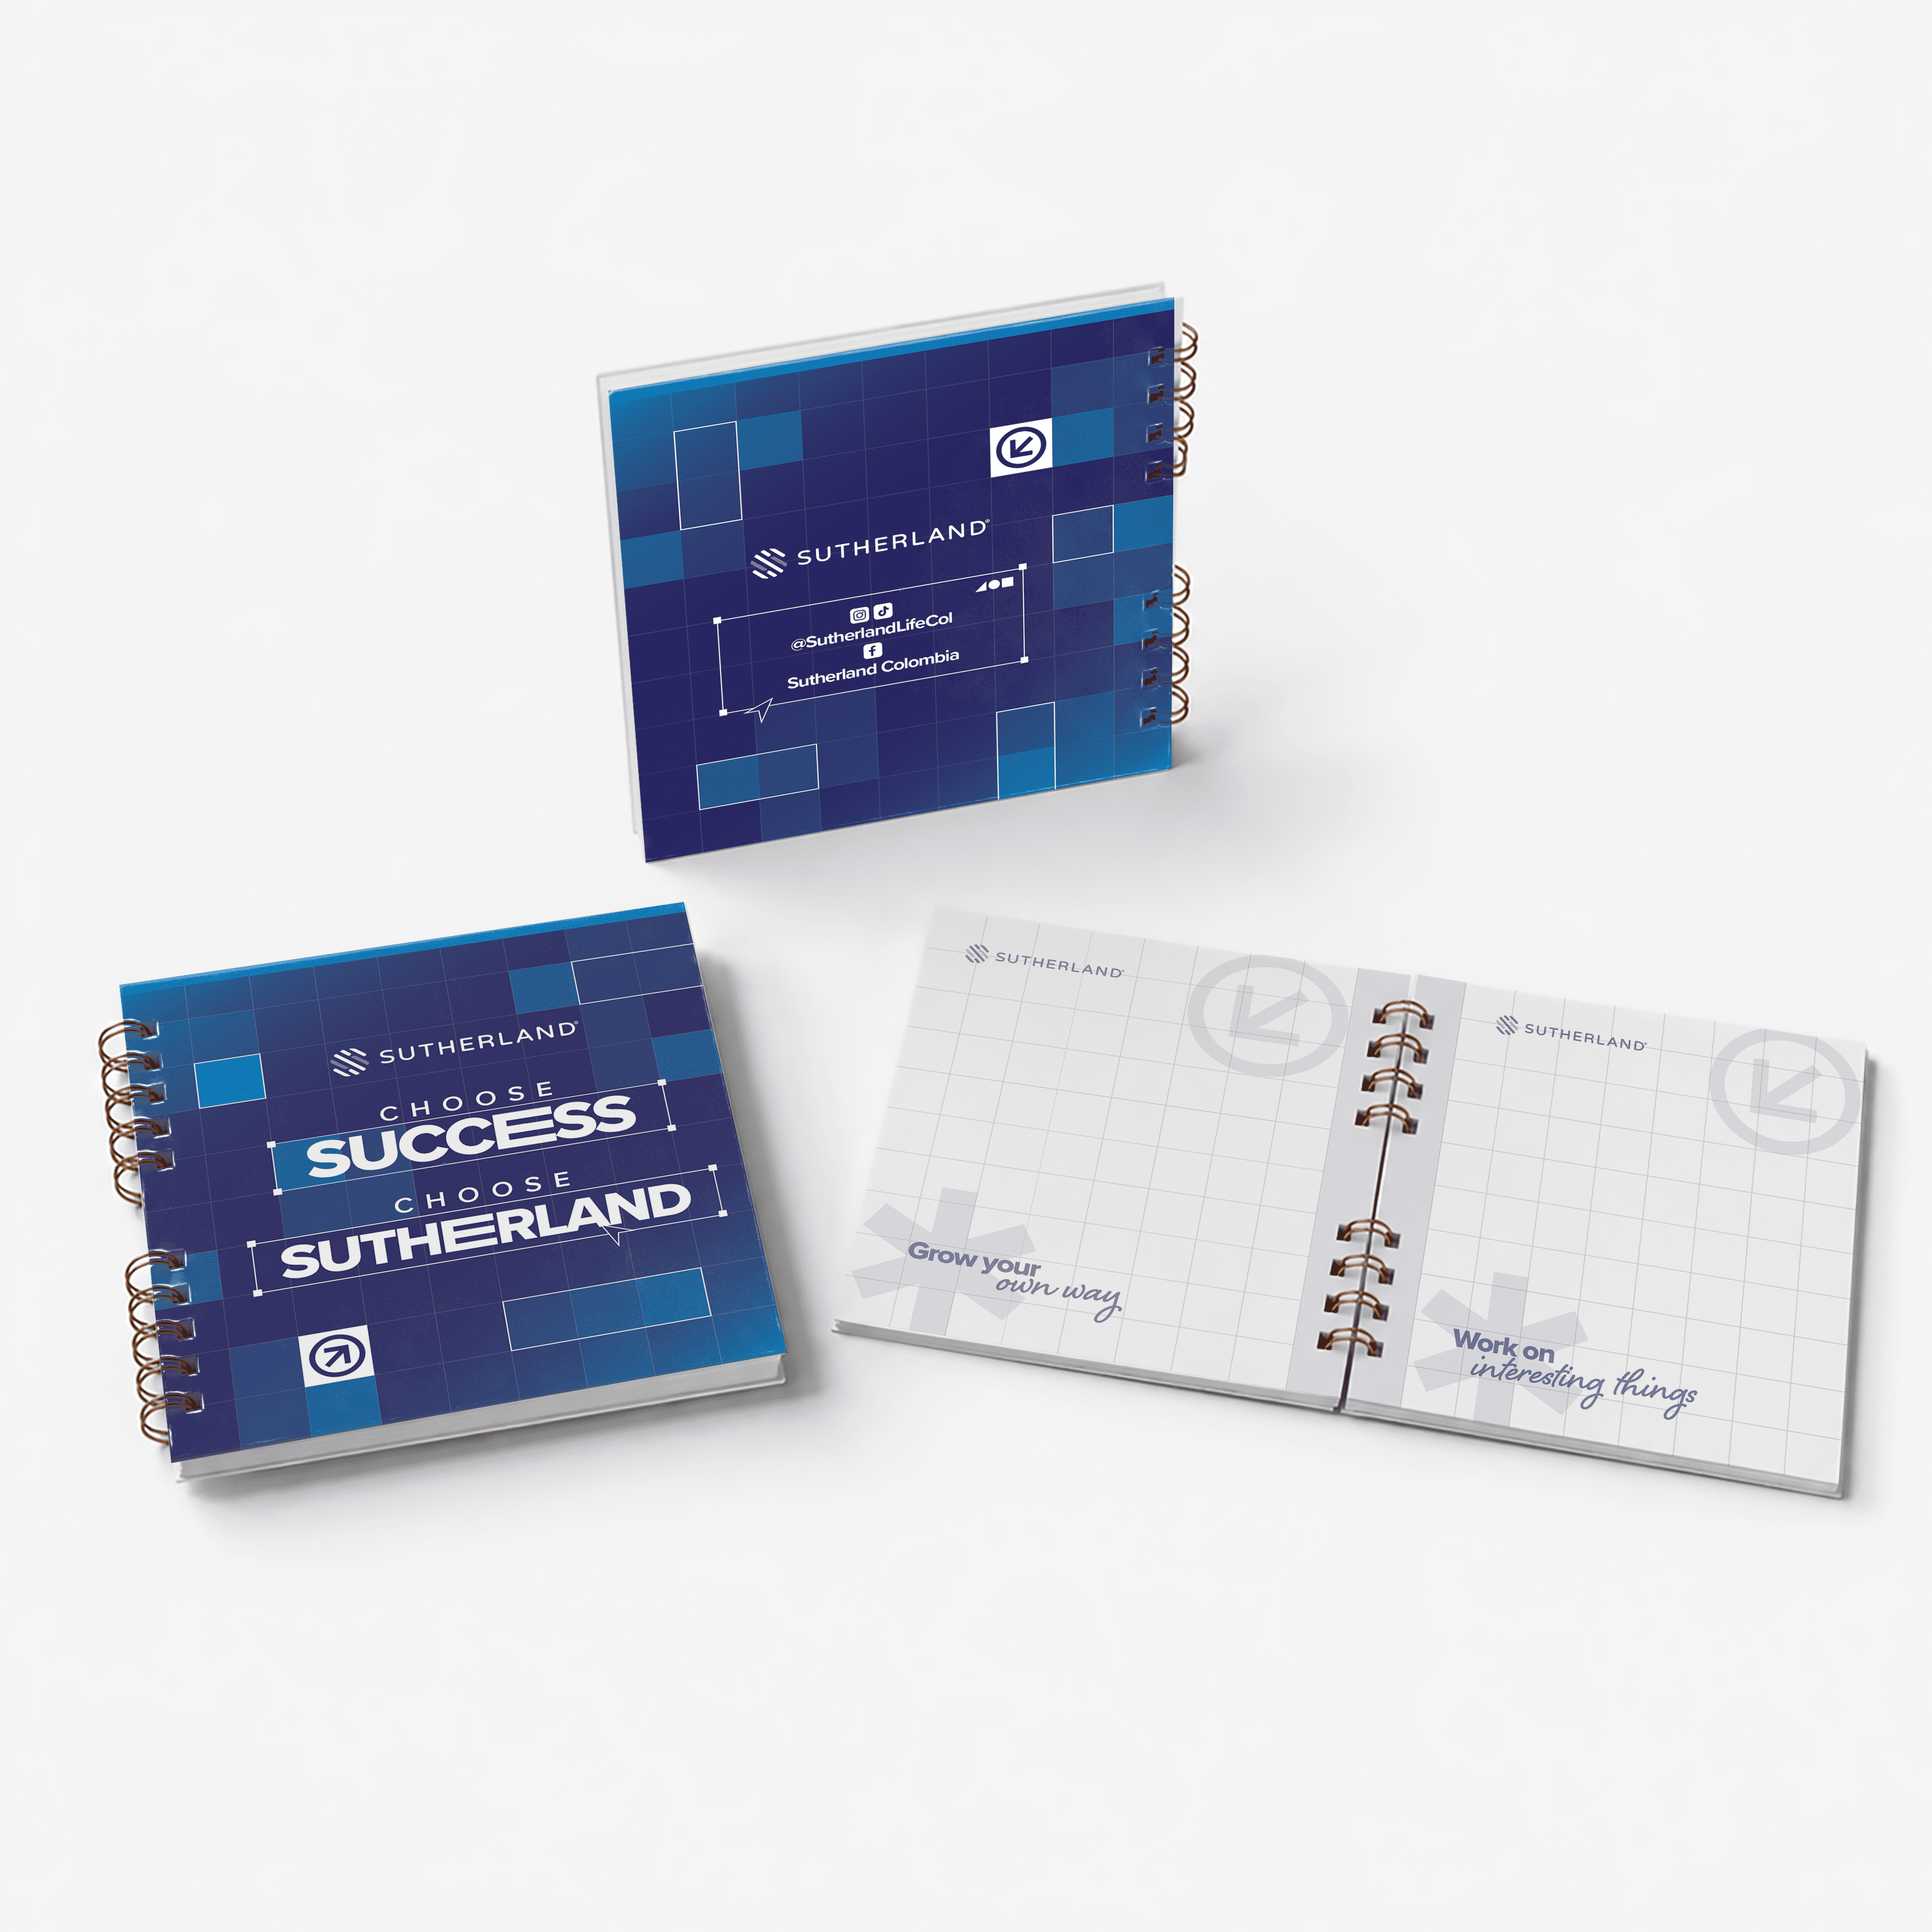 SUTHERLAND®
@SutherlandLifeCol
Sutherland Colombia
SUTHERLAND®
CHOOSE
SUCCESS
CHOOSE
SUTHERLAND
SUTHERLAND®
Grow your
own way
SUTHERLAND®
Work on
interesting things